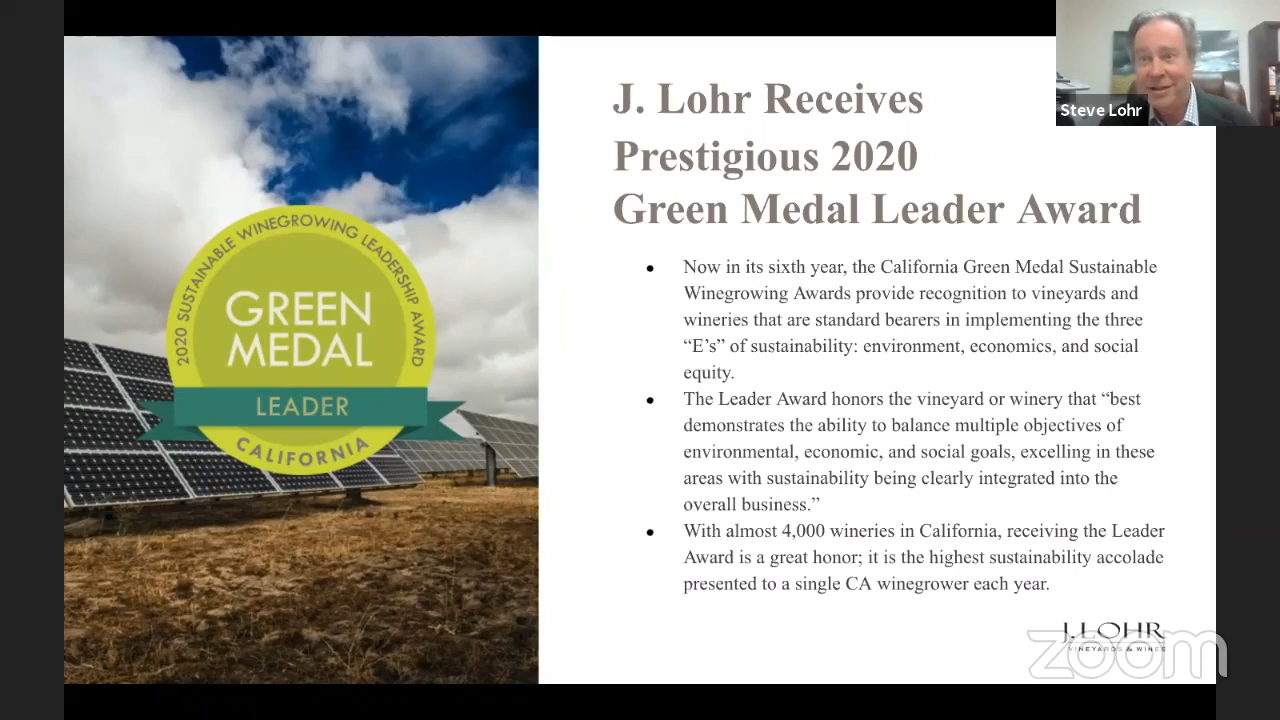 Steve Lohr
J. Lohr Receives
Prestigious 2020
Green Medal Leader Award
2020 SUSTAINABLE WINEGROWING LEADERSHIP AWARD
GREEN
MEDAL
LEADER
CALIFORNIA
● Now in its sixth year, the California Green Medal Sustainable
Winegrowing Awards provide recognition to vineyards and
wineries that are standard bearers in implementing the three
“E’s” of sustainability: environment, economics, and social
equity.
● The Leader Award honors the vineyard or winery that “best
demonstrates the ability to balance multiple objectives of
environmental, economic, and social goals, excelling in these
areas with sustainability being clearly integrated into the
overall business.”
● With almost 4,000 wineries in California, receiving the Leader
Award is a great honor; it is the highest sustainability accolade
presented to a single CA winegrower each year.
J. LOHR
VINEYARDS & WINES
zoom